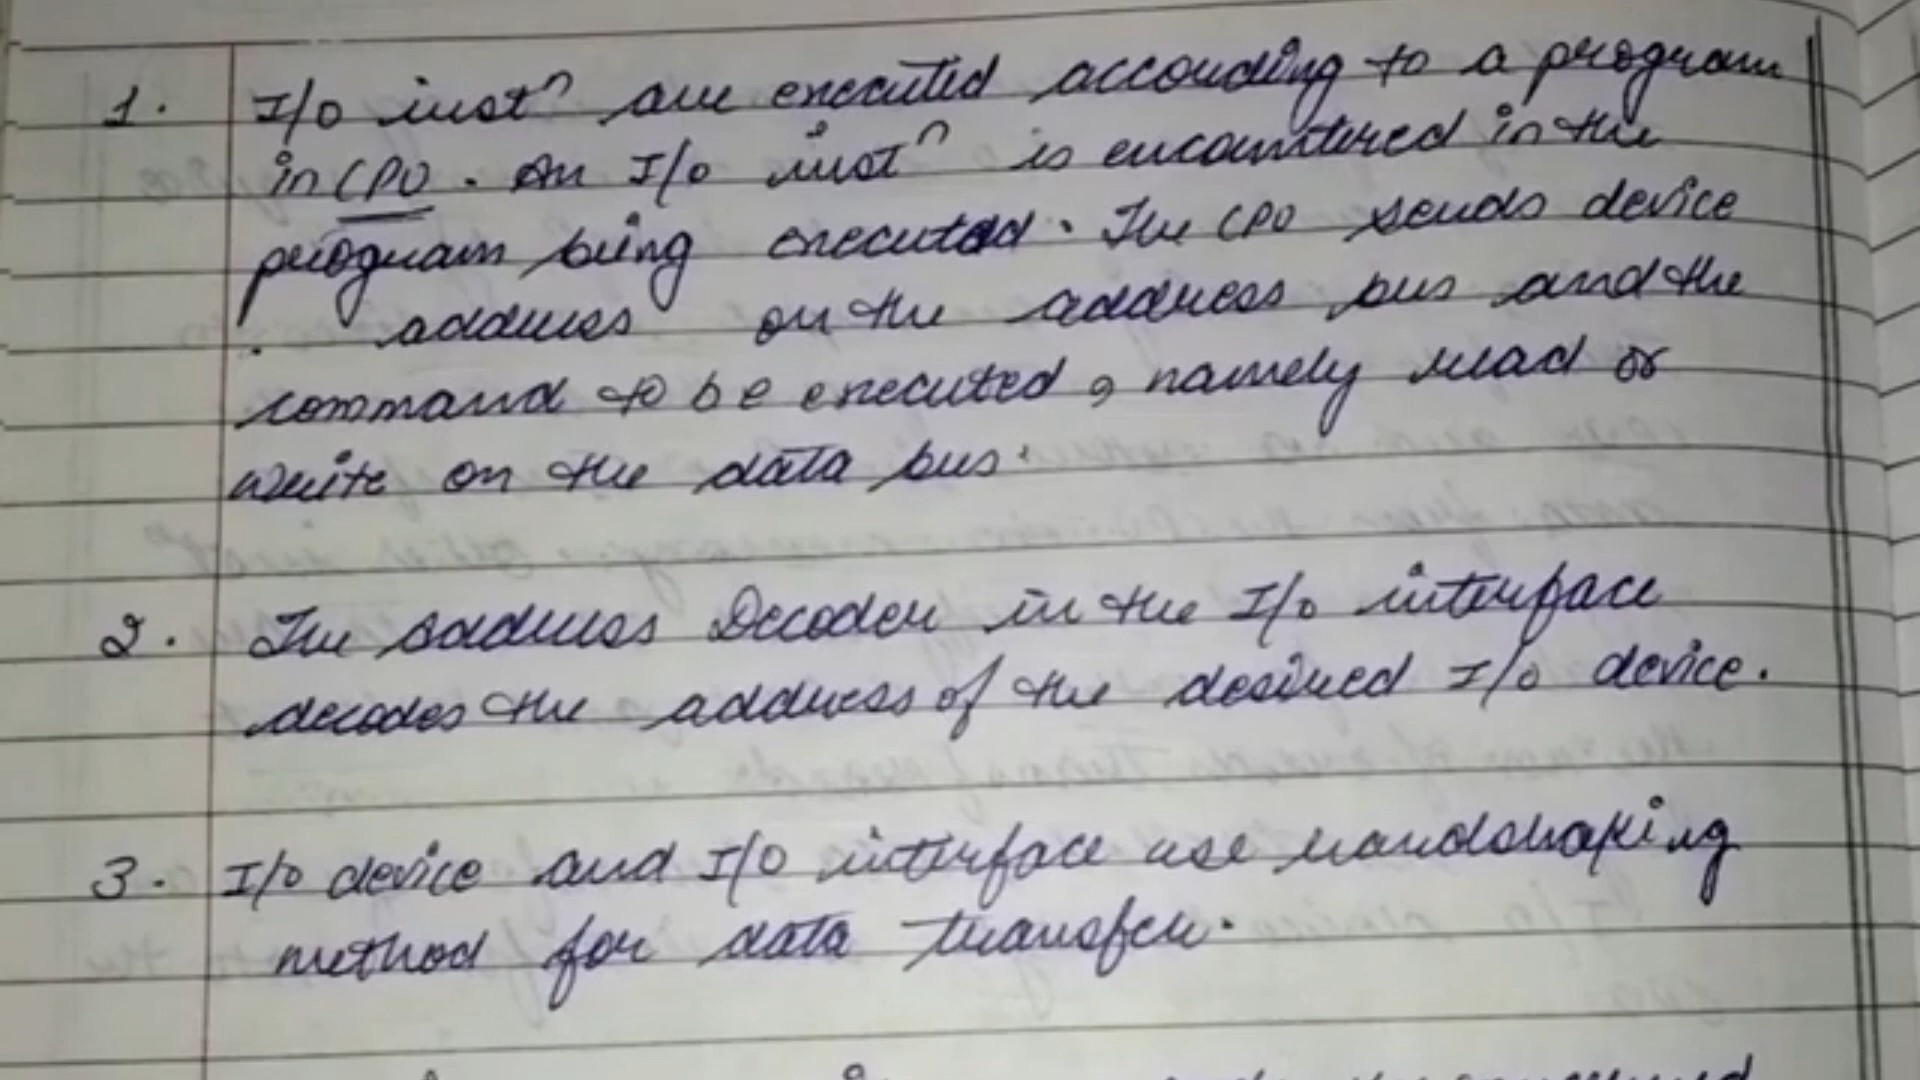 1. I/O instⁿ are executed according to a program
in CPU. An I/o instⁿ is encountered in the
program being executed. The CPU sends device
address on the address bus and the
command to be executed, namely read or
write on the data bus.
2. The address Decoder in the I/o interface
decodes the address of the desired I/o device.
3. I/o device and I/O interface use handshaking
method for data transfer.